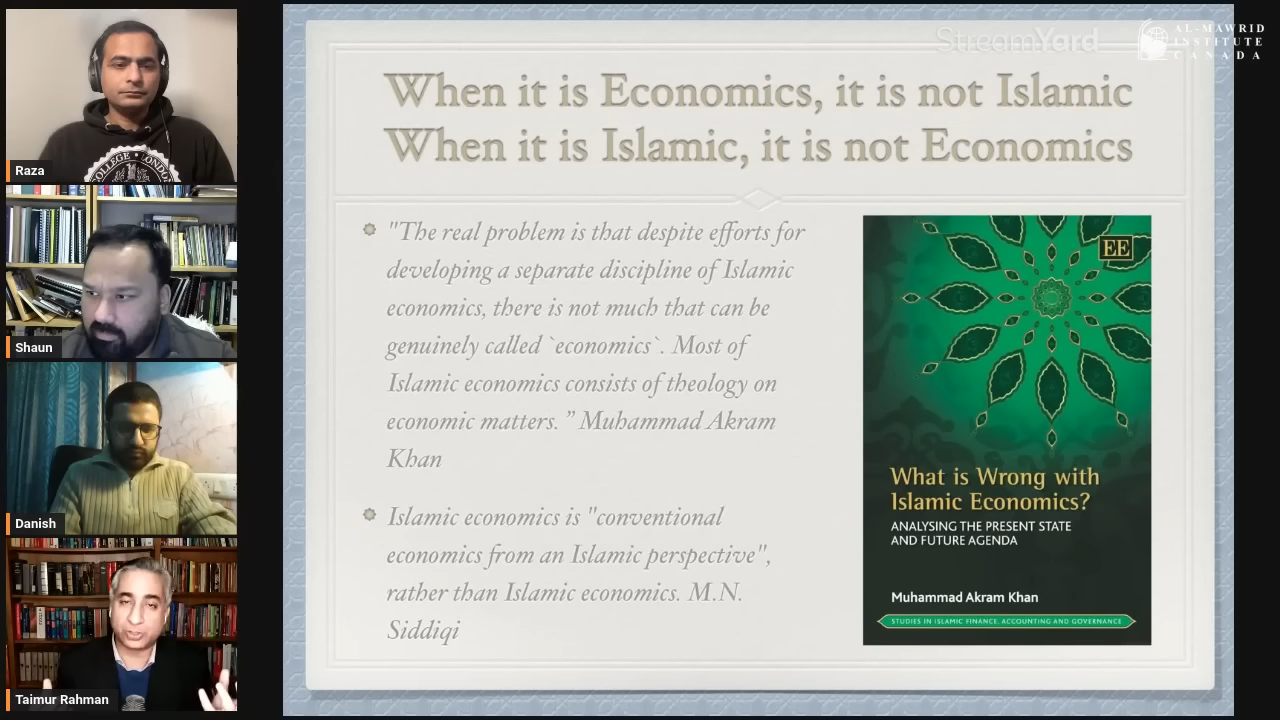 StreamYard
AL-MAWRID
INSTITUTE
CANADA
When it is Economics, it is not Islamic
When it is Islamic, it is not Economics
"The real problem is that despite efforts for
developing a separate discipline of Islamic
economics, there is not much that can be
genuinely called `economics`. Most of
Islamic economics consists of theology on
economic matters. ” Muhammad Akram
Khan
Islamic economics is "conventional
economics from an Islamic perspective",
rather than Islamic economics. M.N.
Siddiqi
EE
What is Wrong with
Islamic Economics?
ANALYSING THE PRESENT STATE
AND FUTURE AGENDA
Muhammad Akram Khan
STUDIES IN ISLAMIC FINANCE, ACCOUNTING AND GOVERNANCE
COLLEGE • LONDON
Raza
Shaun
Danish
Taimur Rahman